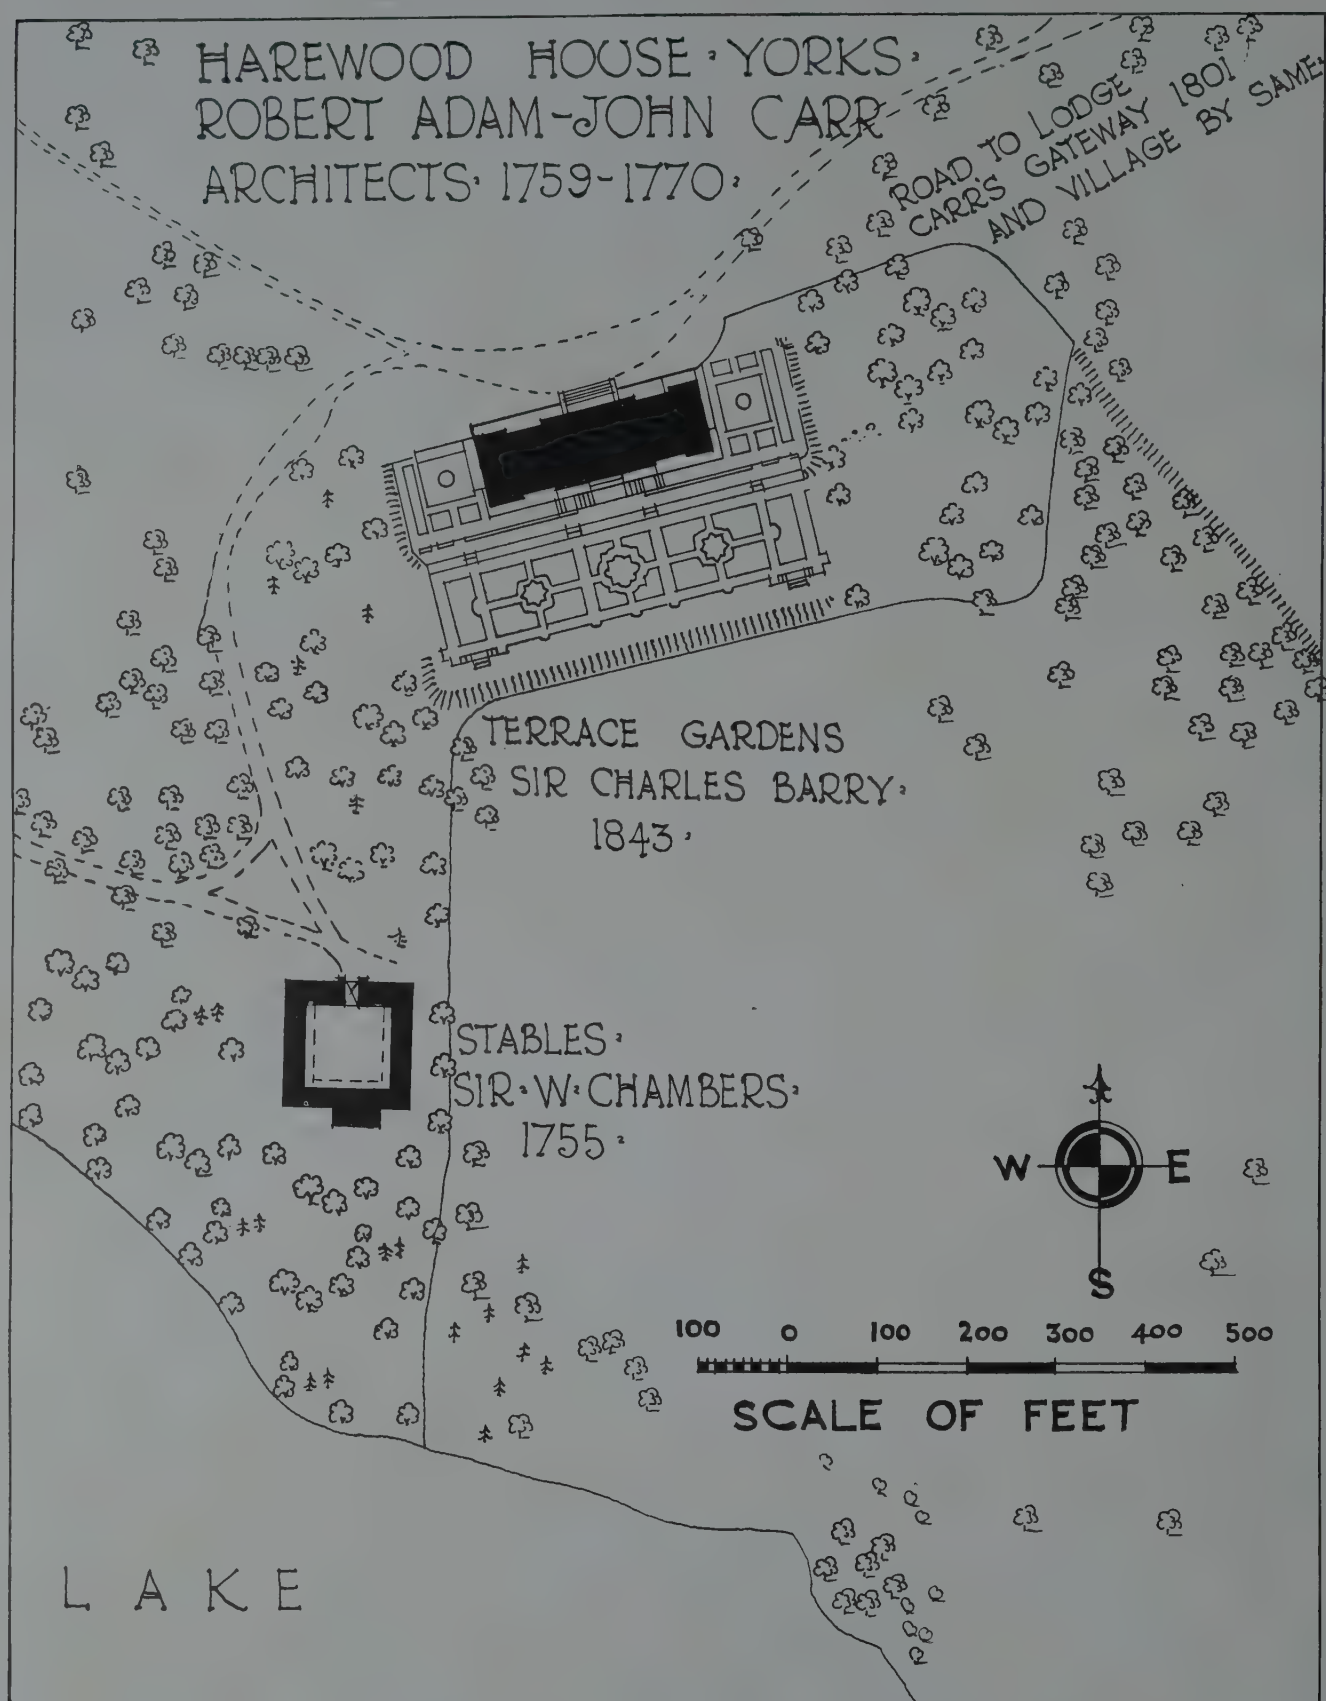 HAREWOOD HOUSE · YORKS ·
ROBERT ADAM-JOHN CARR
ARCHITECTS · 1759-1770 ·
ROAD TO LODGE
CARR'S GATEWAY 1801
AND VILLAGE BY SAME ·
TERRACE GARDENS
SIR CHARLES BARRY ·
1843 ·
STABLES ·
SIR · W · CHAMBERS ·
1755 ·
W E
S
100 0 100 200 300 400 500
SCALE OF FEET
LAKE